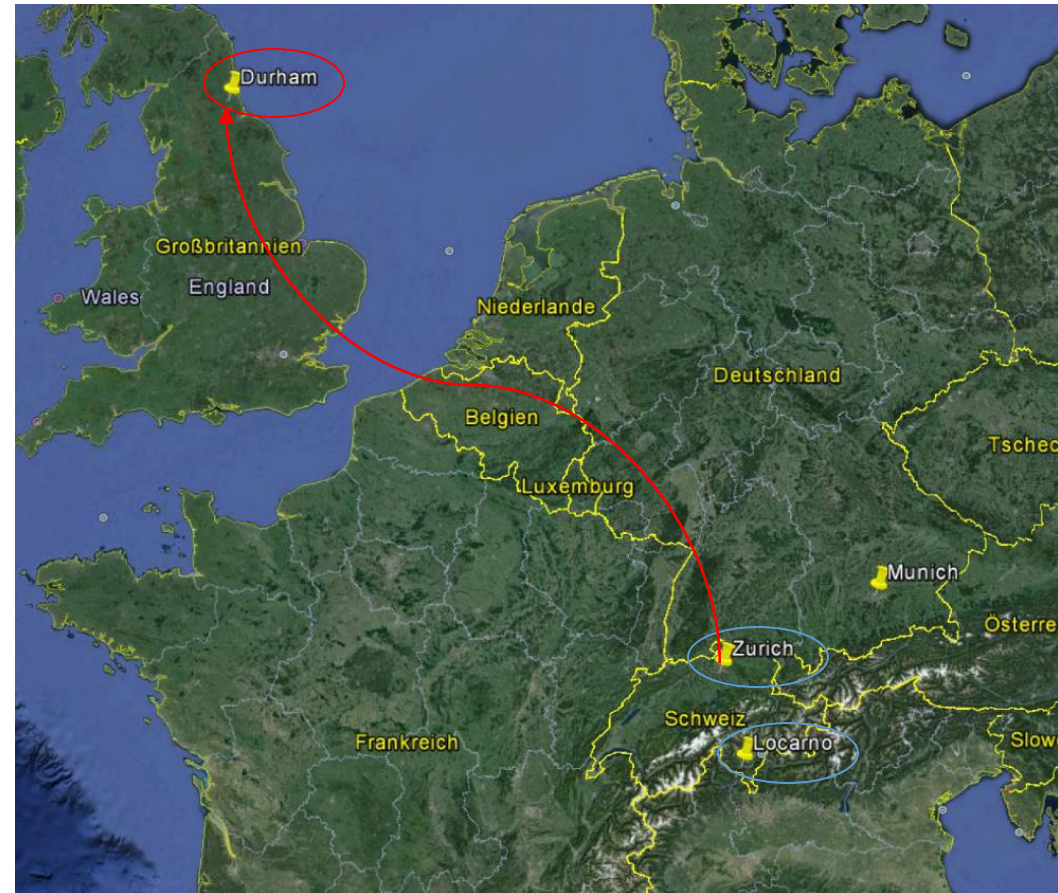 Durham
Großbritannien
England
Wales
Niederlande
Deutschland
Belgien
Tschec
Luxemburg
Munich
Österre
Zurich
Schweiz
Frankreich
Locarno
Slowe